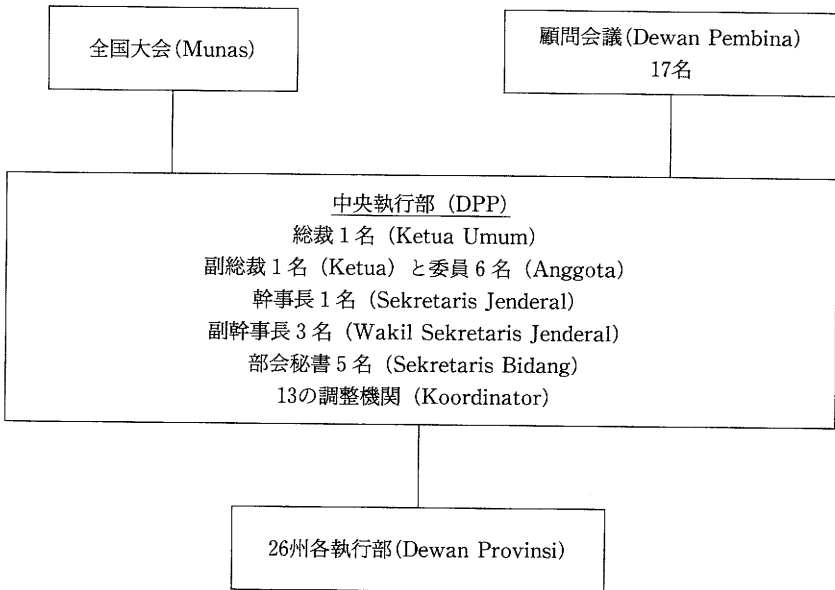 全国大会(Munas)
顧問会議(Dewan Pembina)
17名
中央執行部 (DPP)
総裁1名 (Ketua Umum)
副総裁1名 (Ketua) と委員6名 (Anggota)
幹事長1名 (Sekretaris Jenderal)
副幹事長3名 (Wakil Sekretaris Jenderal)
部会秘書5名 (Sekretaris Bidang)
13の調整機関 (Koordinator)
26州各執行部(Dewan Provinsi)